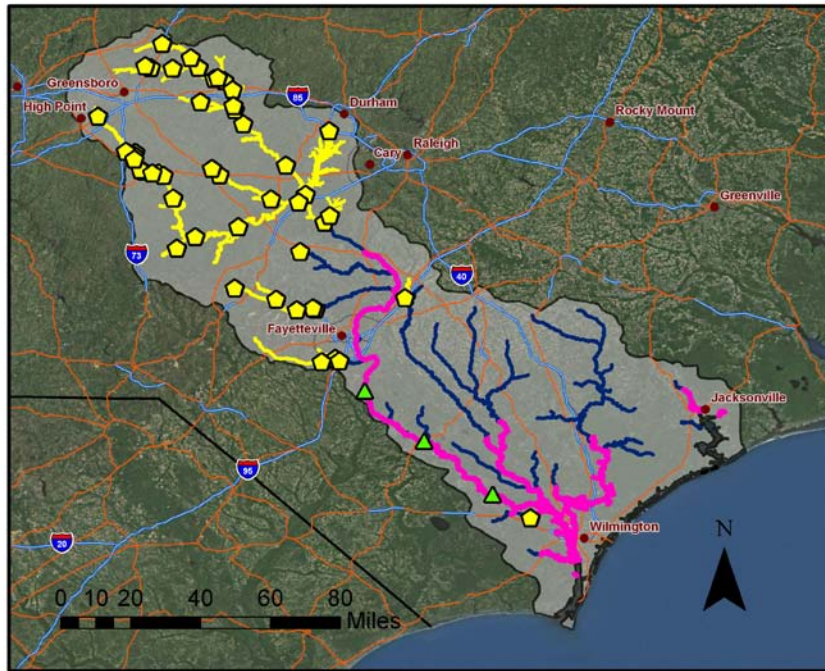 Greensboro
High Point
85
Durham
Cary
Raleigh
Rocky Mount
Greenville
73
40
Fayetteville
Jacksonville
95
20
Wilmington
N
0 10 20 40 60 80
Miles